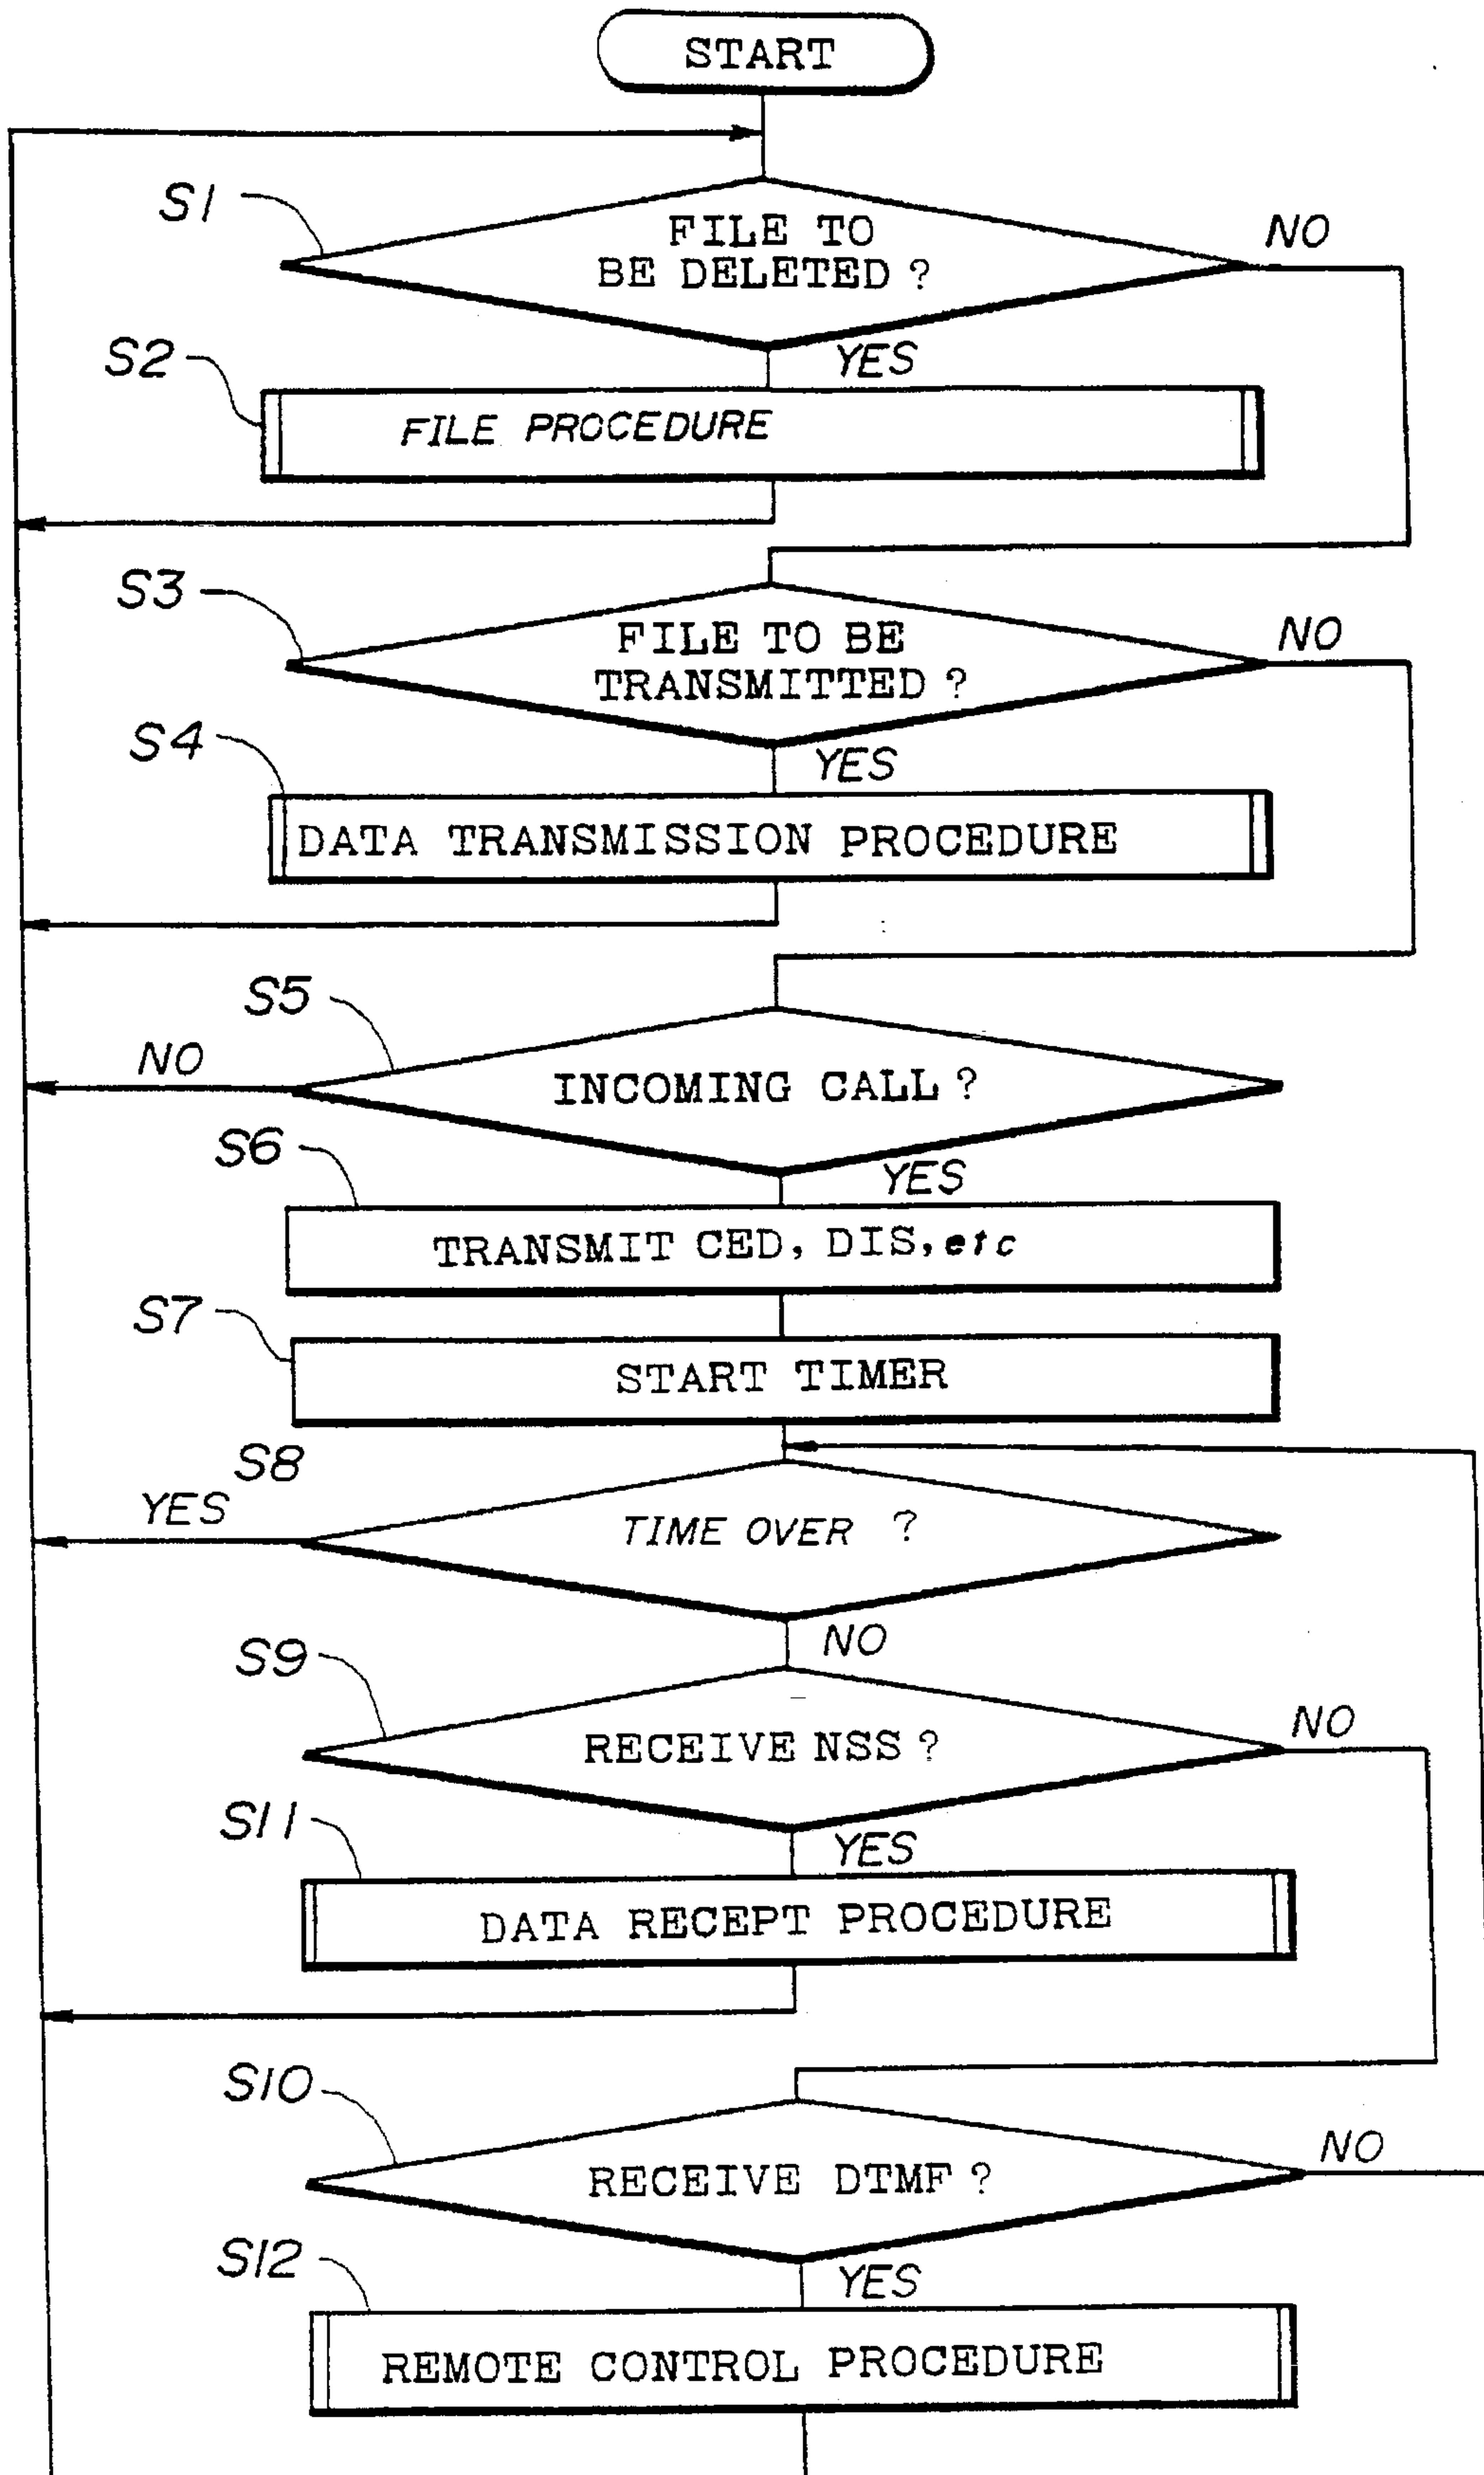 START
S1
FILE TO
BE DELETED ?
NO
YES
S2
FILE PROCEDURE
S3
FILE TO BE
TRANSMITTED ?
NO
YES
S4
DATA TRANSMISSION PROCEDURE
S5
NO
INCOMING CALL ?
YES
S6
TRANSMIT CED, DIS, etc
S7
START TIMER
S8
YES
TIME OVER ?
NO
S9
RECEIVE NSS ?
NO
YES
S11
DATA RECEPT PROCEDURE
S10
RECEIVE DTMF ?
NO
YES
S12
REMOTE CONTROL PROCEDURE